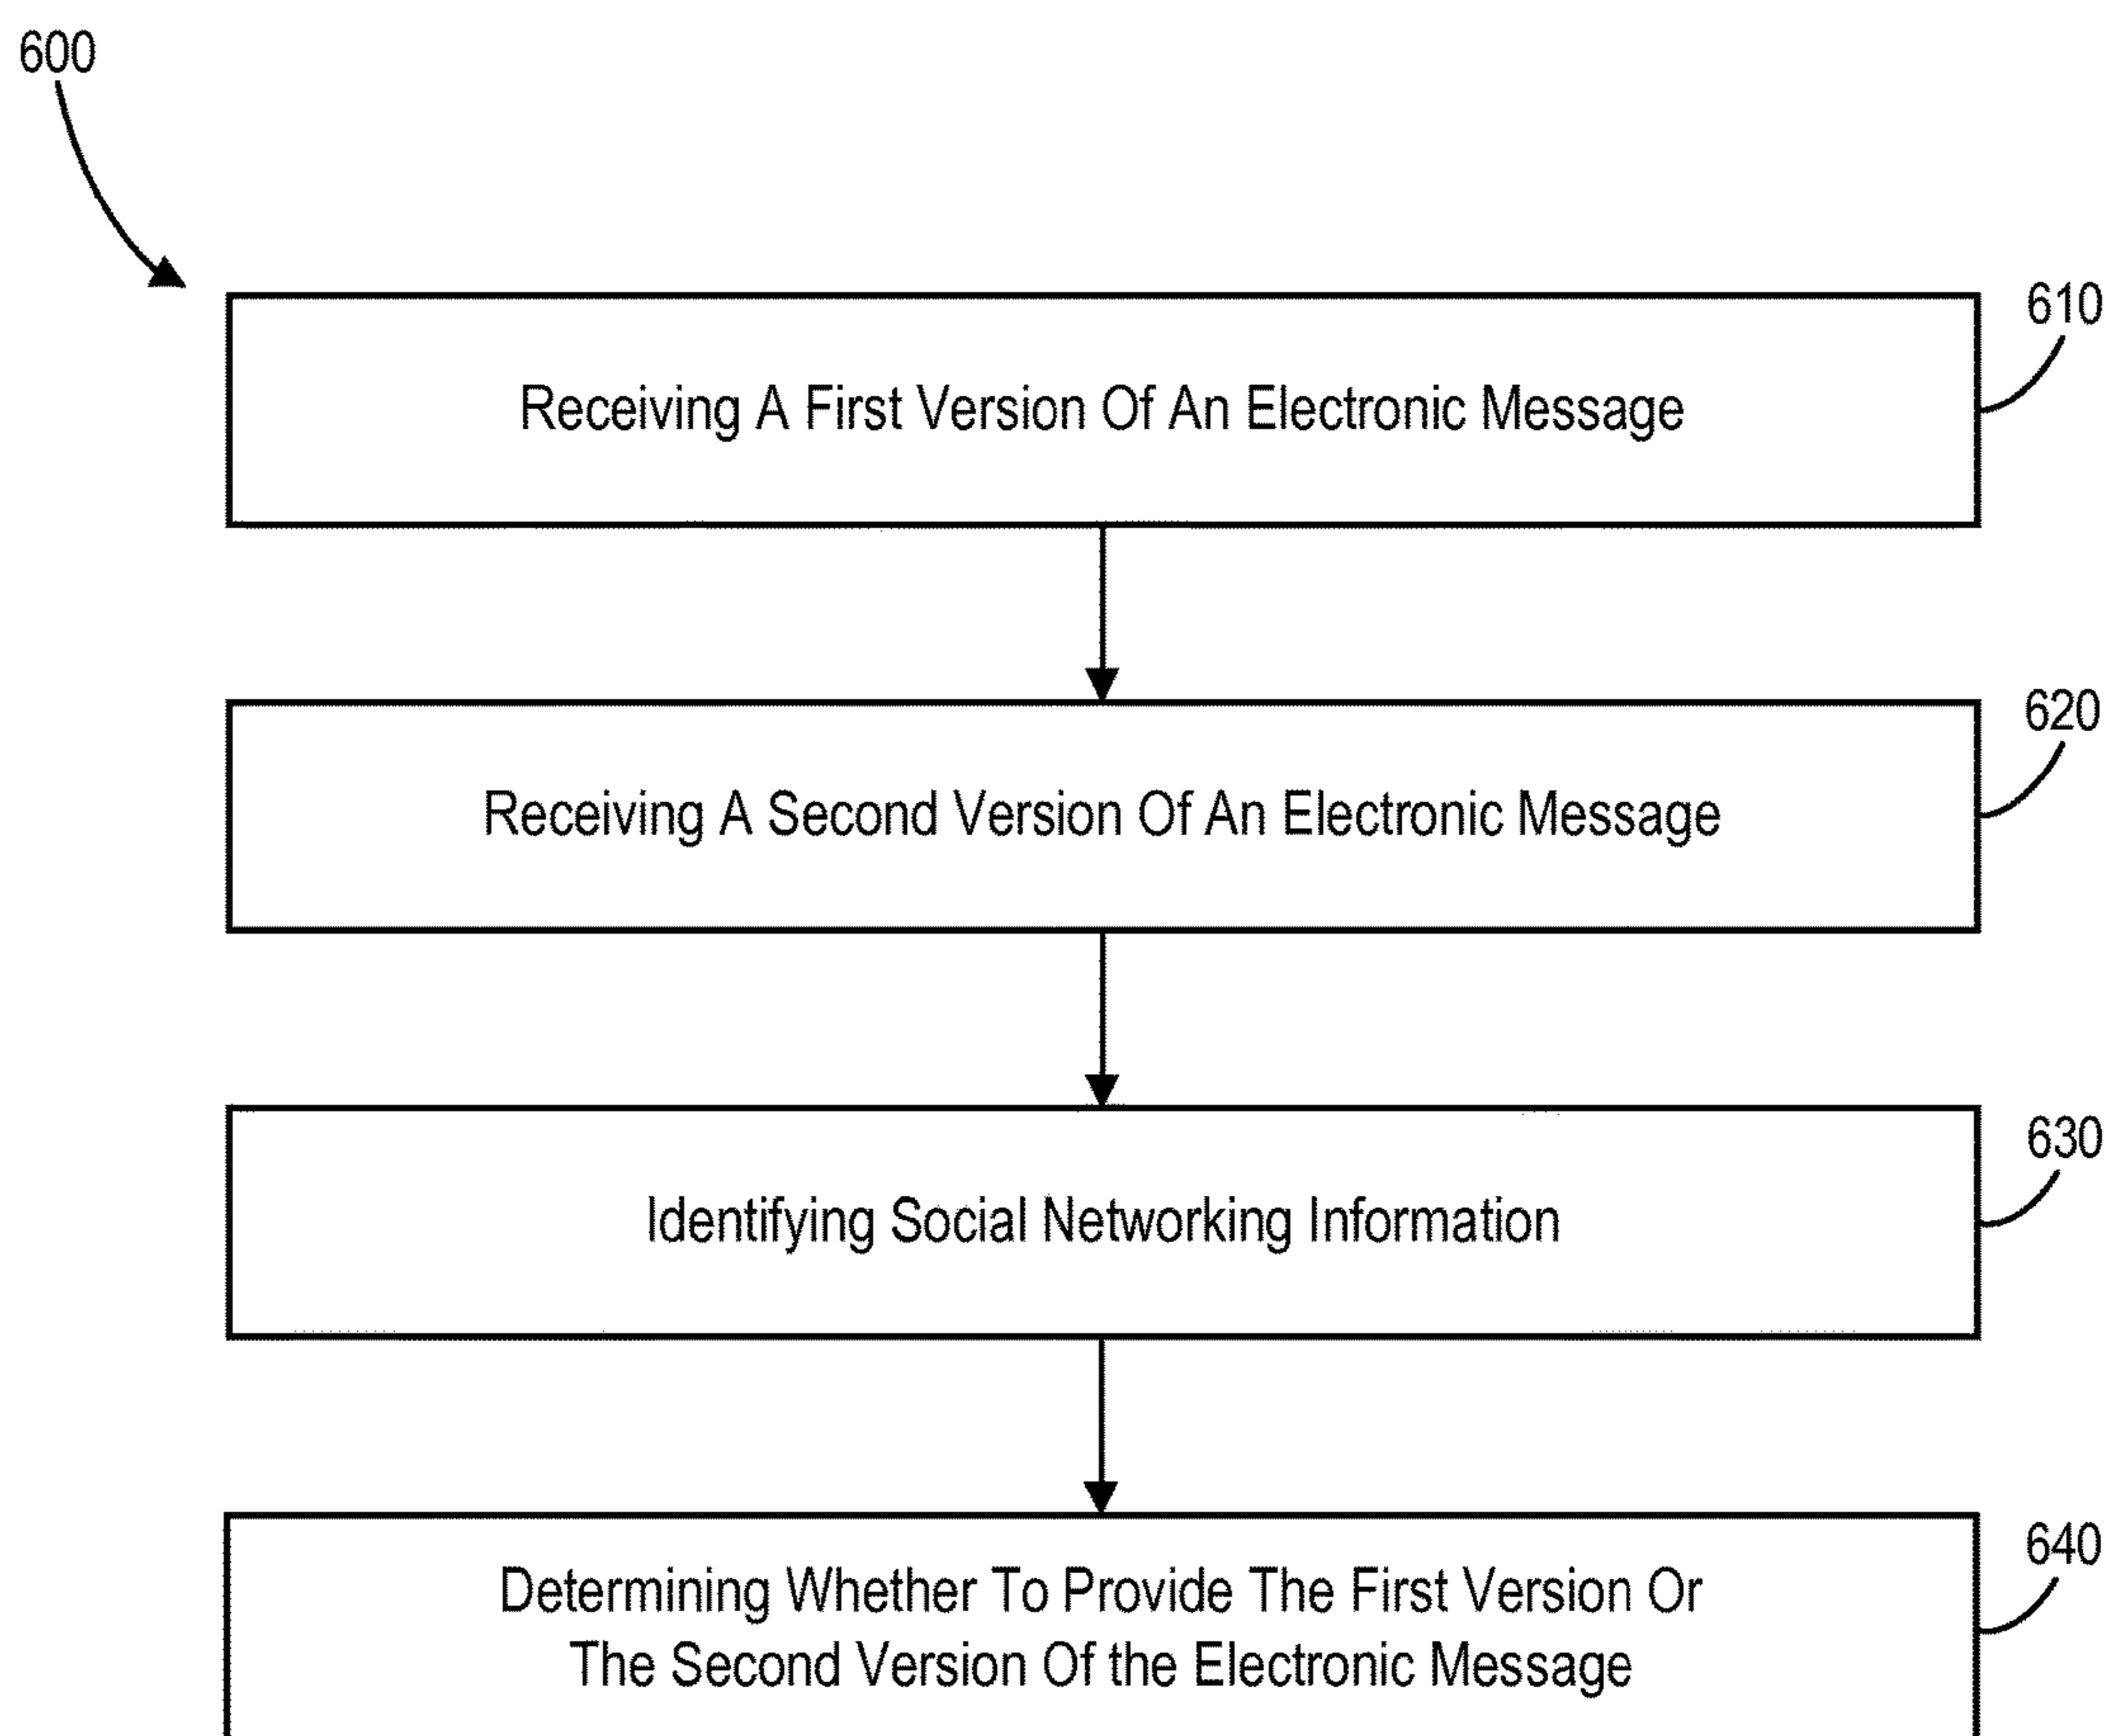 600
610
Receiving A First Version Of An Electronic Message
620
Receiving A Second Version Of An Electronic Message
630
Identifying Social Networking Information
640
Determining Whether To Provide The First Version Or
The Second Version Of the Electronic Message